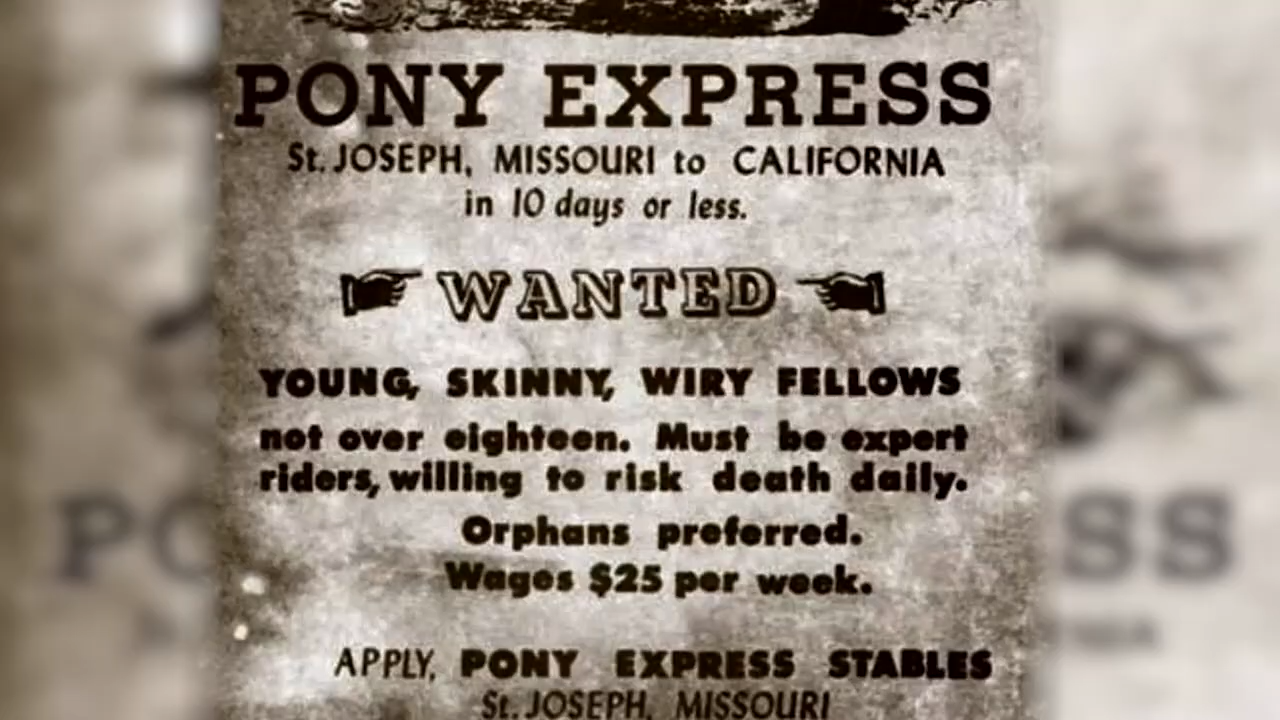 PONY EXPRESS
St. JOSEPH, MISSOURI to CALIFORNIA
in 10 days or less.
WANTED
YOUNG, SKINNY, WIRY FELLOWS
not over eighteen. Must be expert
riders, willing to risk death daily.
Orphans preferred.
Wages $25 per week.
APPLY, PONY EXPRESS STABLES
St. JOSEPH, MISSOURI